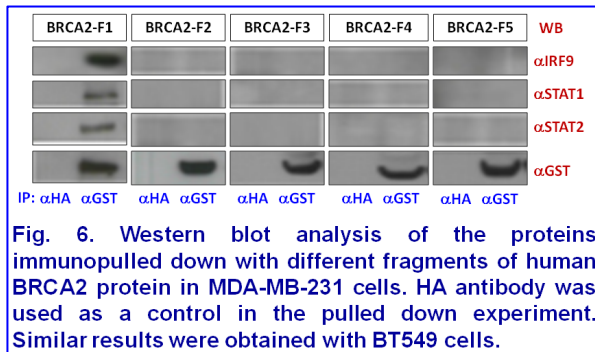 BRCA2-F1 BRCA2-F2 BRCA2-F3 BRCA2-F4 BRCA2-F5 WB
αIRF9
αSTAT1
αSTAT2
αGST
IP: αHA αGST αHA αGST αHA αGST αHA αGST αHA αGST
Fig. 6. Western blot analysis of the proteins
immunopulled down with different fragments of human
BRCA2 protein in MDA-MB-231 cells. HA antibody was
used as a control in the pulled down experiment.
Similar results were obtained with BT549 cells.